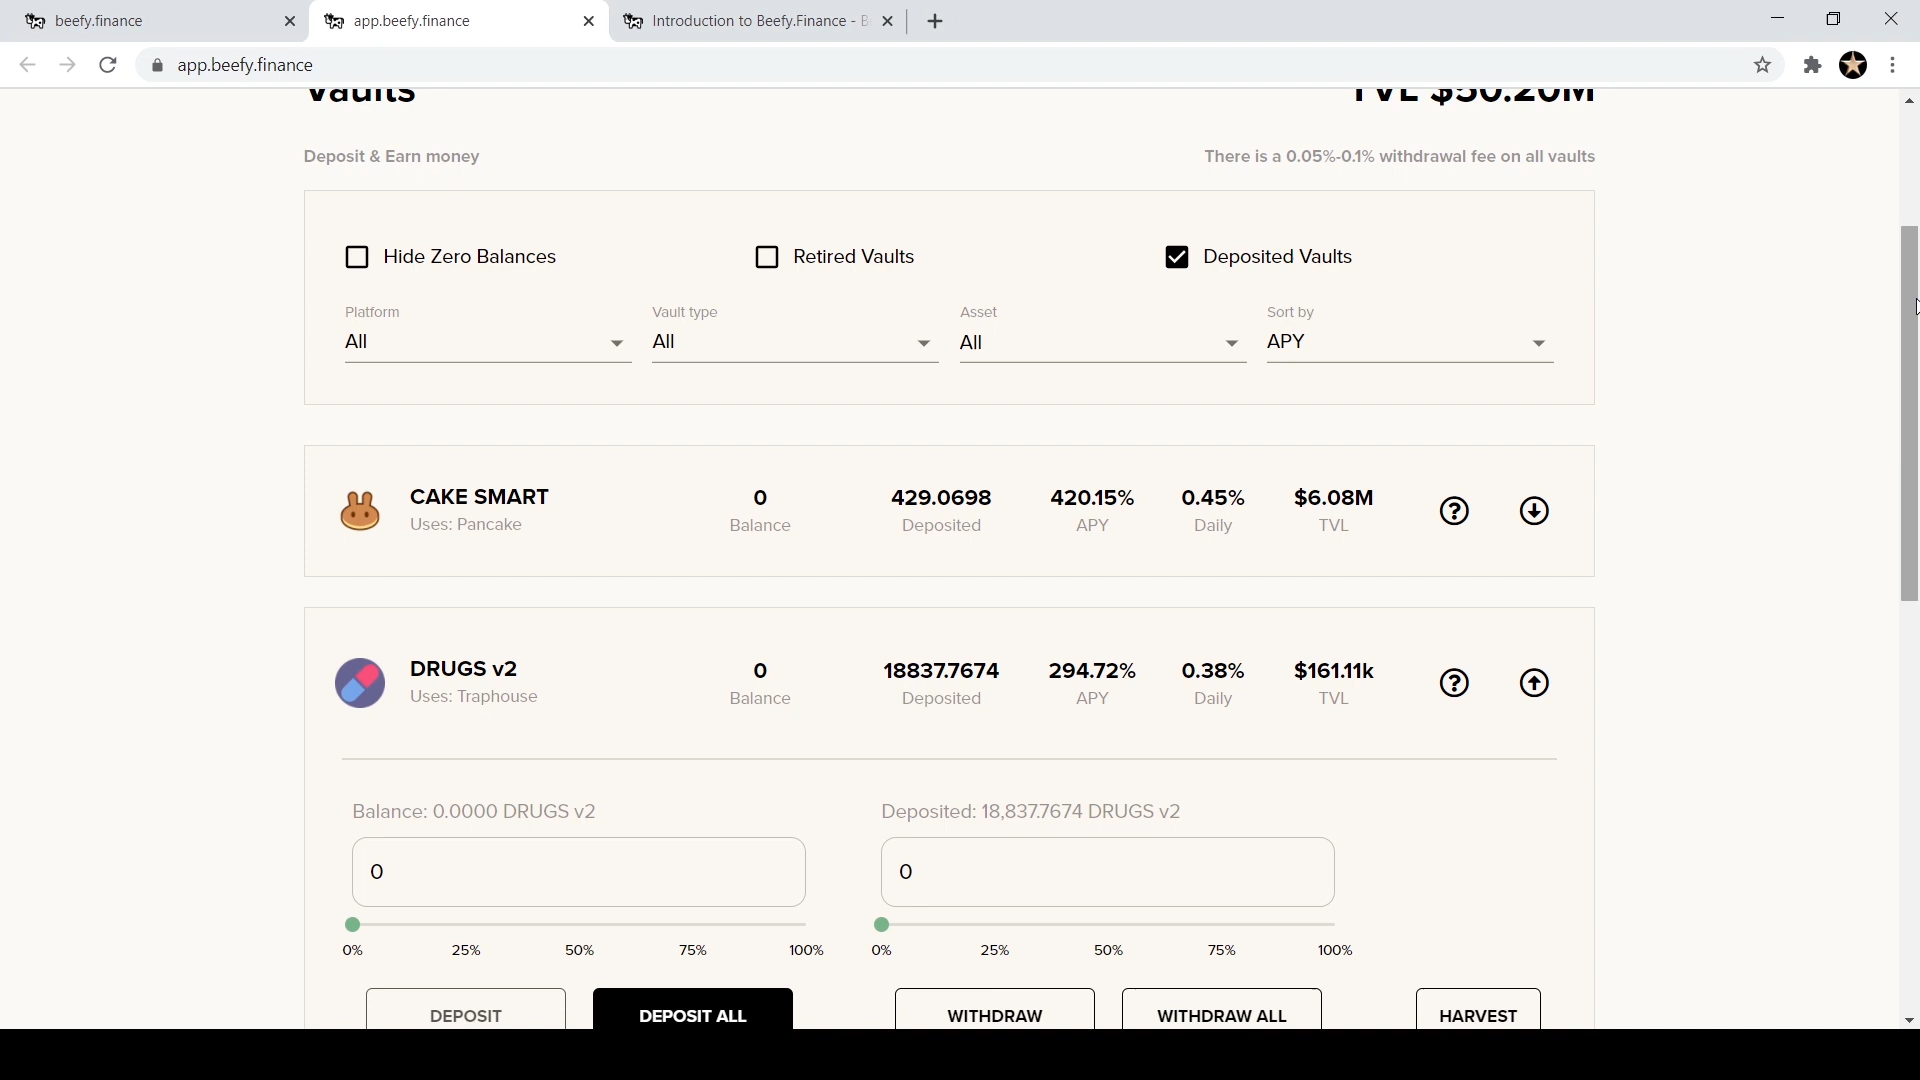 beefy.finance
app.beefy.finance
Introduction to Beefy.Finance - B
app.beefy.finance
Vaults
TVL $50.20M
Deposit & Earn money
There is a 0.05%-0.1% withdrawal fee on all vaults
Hide Zero Balances
Retired Vaults
Deposited Vaults
Platform
Vault type
Asset
Sort by
All
All
All
APY
CAKE SMART
0
429.0698
420.15%
0.45%
$6.08M
Uses: Pancake
Balance
Deposited
APY
Daily
TVL
DRUGS v2
0
18837.7674
294.72%
0.38%
$161.11k
Uses: Traphouse
Balance
Deposited
APY
Daily
TVL
Balance: 0.0000 DRUGS v2
Deposited: 18,837.7674 DRUGS v2
0
0
0%
25%
50%
75%
100%
0%
25%
50%
75%
100%
DEPOSIT
DEPOSIT ALL
WITHDRAW
WITHDRAW ALL
HARVEST